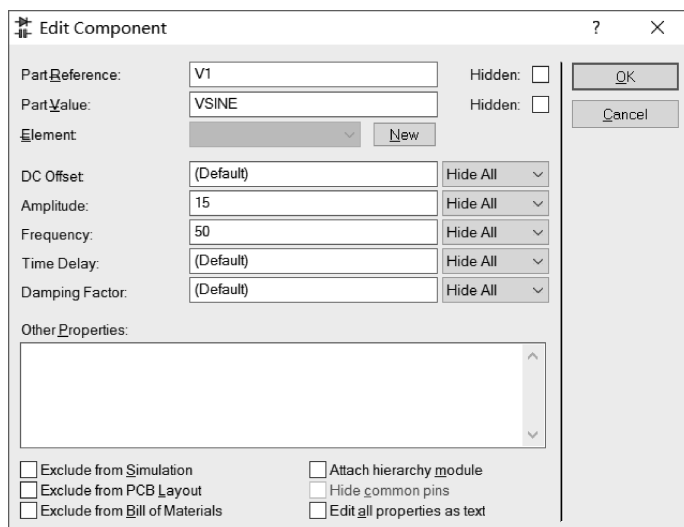 Edit Component ? ×
Part Reference: V1 Hidden:
Part Value: VSINE Hidden:
Element: New
DC Offset: (Default) Hide All
Amplitude: 15 Hide All
Frequency: 50 Hide All
Time Delay: (Default) Hide All
Damping Factor: (Default) Hide All
Other Properties:
Exclude from Simulation Attach hierarchy module
Exclude from PCB Layout Hide common pins
Exclude from Bill of Materials Edit all properties as text
OK
Cancel